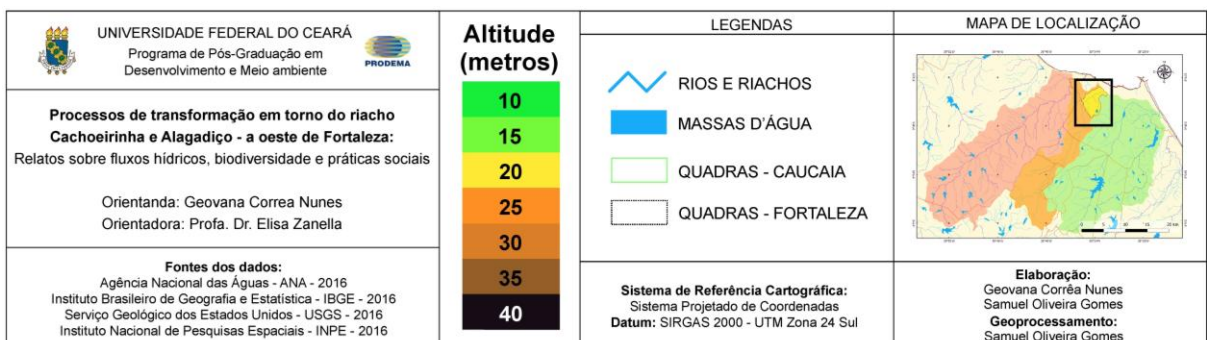 UNIVERSIDADE FEDERAL DO CEARÁ
Programa de Pós-Graduação em
Desenvolvimento e Meio ambiente
PRODEMA
Processos de transformação em torno do riacho
Cachoeirinha e Alagadiço - a oeste de Fortaleza:
Relatos sobre fluxos hídricos, biodiversidade e práticas sociais
Orientanda: Geovana Correa Nunes
Orientadora: Profa. Dr. Elisa Zanella
Fontes dos dados:
Agência Nacional das Águas - ANA - 2016
Instituto Brasileiro de Geografia e Estatística - IBGE - 2016
Serviço Geológico dos Estados Unidos - USGS - 2016
Instituto Nacional de Pesquisas Espaciais - INPE - 2016
Altitude
(metros)
10
15
20
25
30
35
40
LEGENDAS
RIOS E RIACHOS
MASSAS D'ÁGUA
QUADRAS - CAUCAIA
QUADRAS - FORTALEZA
Sistema de Referência Cartográfica:
Sistema Projetado de Coordenadas
Datum: SIRGAS 2000 - UTM Zona 24 Sul
MAPA DE LOCALIZAÇÃO
Elaboração:
Geovana Corrêa Nunes
Samuel Oliveira Gomes
Geoprocessamento:
Samuel Oliveira Gomes